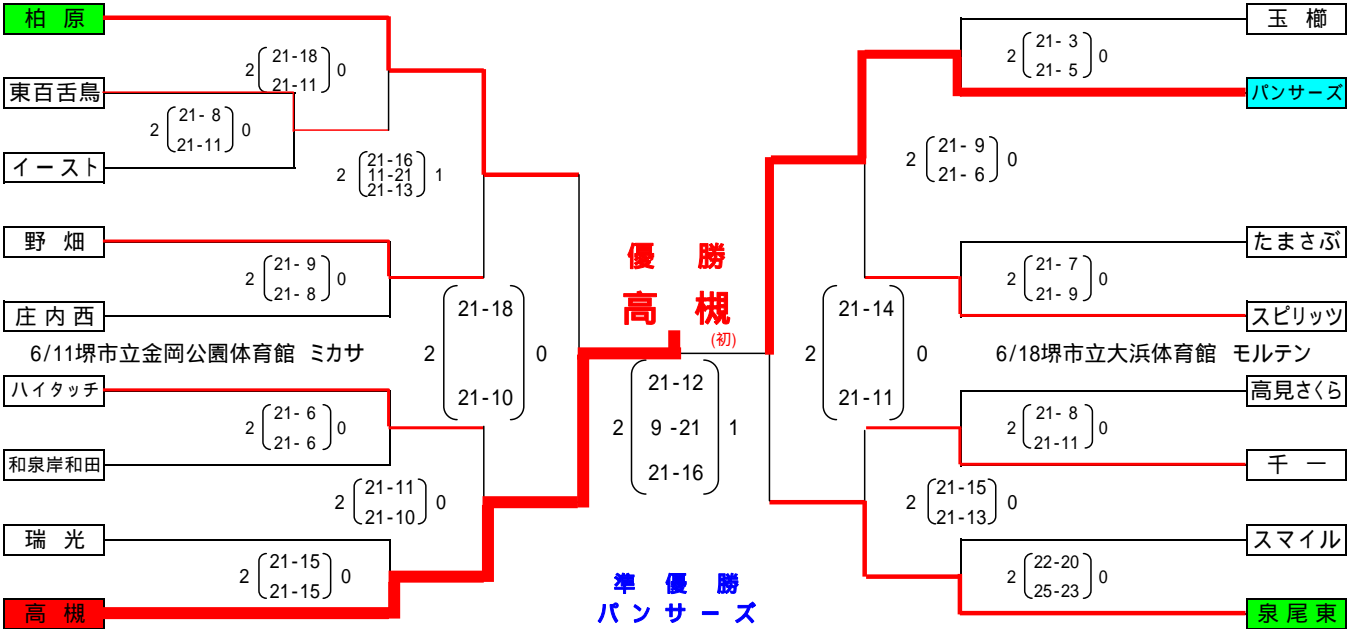 柏 原
2 21-18 0
21-11
東百舌鳥
2 21- 8 0
21-11
イースト
2 21-16 1
11-21
21-13
野 畑
2 21- 9 0
21- 8
庄 内 西
6/11堺市立金岡公園体育館 ミカサ
2 21-18 0
21-10
ハイタッチ
2 21- 6 0
21- 6
和泉岸和田
2 21-11 0
21-10
瑞 光
2 21-15 0
21-15
高 槻
優 勝
高 槻
(初)
2 21-12 1
9 -21
21-16
準 優 勝
パ ン サ ー ズ
玉 櫛
2 21- 3 0
21- 5
パンサーズ
2 21- 9 0
21- 6
たまさぶ
2 21- 7 0
21- 9
スピリッツ
2 21-14 0
21-11
6/18堺市立大浜体育館 モルテン
高見さくら
2 21- 8 0
21-11
千 一
2 21-15 0
21-13
スマイル
2 22-20 0
25-23
泉 尾 東